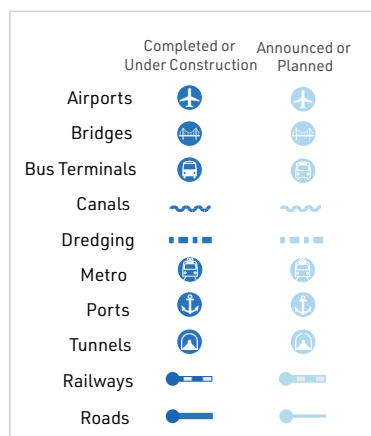 Completed or Under Construction
Announced or Planned
Airports
Bridges
Bus Terminals
Canals
Dredging
Metro
Ports
Tunnels
Railways
Roads